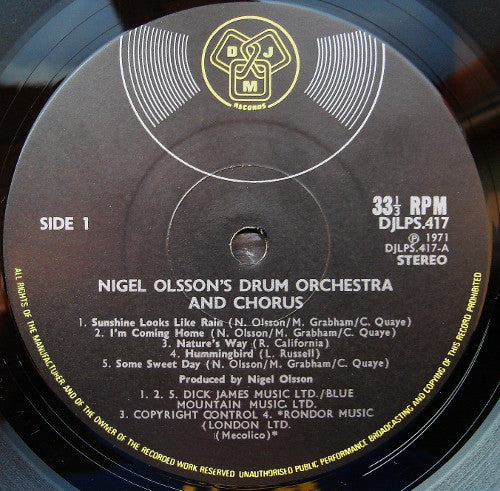 D J
M
RECORDS
SIDE 1
33⅓ RPM
DJLPS.417
Ⓟ 1971
DJLPS.417-A
STEREO
NIGEL OLSSON'S DRUM ORCHESTRA
AND CHORUS
1. Sunshine Looks Like Rain (N. Olsson/M. Grabham/C. Quaye)
2. I'm Coming Home (N. Olsson/M. Grabham/C. Quaye)
3. Nature's Way (R. California)
4. Hummingbird (L. Russell)
5. Some Sweet Day (N. Olsson/M. Grabham/C. Quaye)
Produced by Nigel Olsson
1. 2. 5. DICK JAMES MUSIC LTD./BLUE
MOUNTAIN MUSIC LTD.
3. COPYRIGHT CONTROL 4. *RONDOR MUSIC
(LONDON LTD.
(Mecolico)*
ALL RIGHTS OF THE MANUFACTURER AND OF THE OWNER OF THE RECORDED WORK RESERVED UNAUTHORISED PUBLIC PERFORMANCE BROADCASTING AND COPYING OF THIS RECORD PROHIBITED